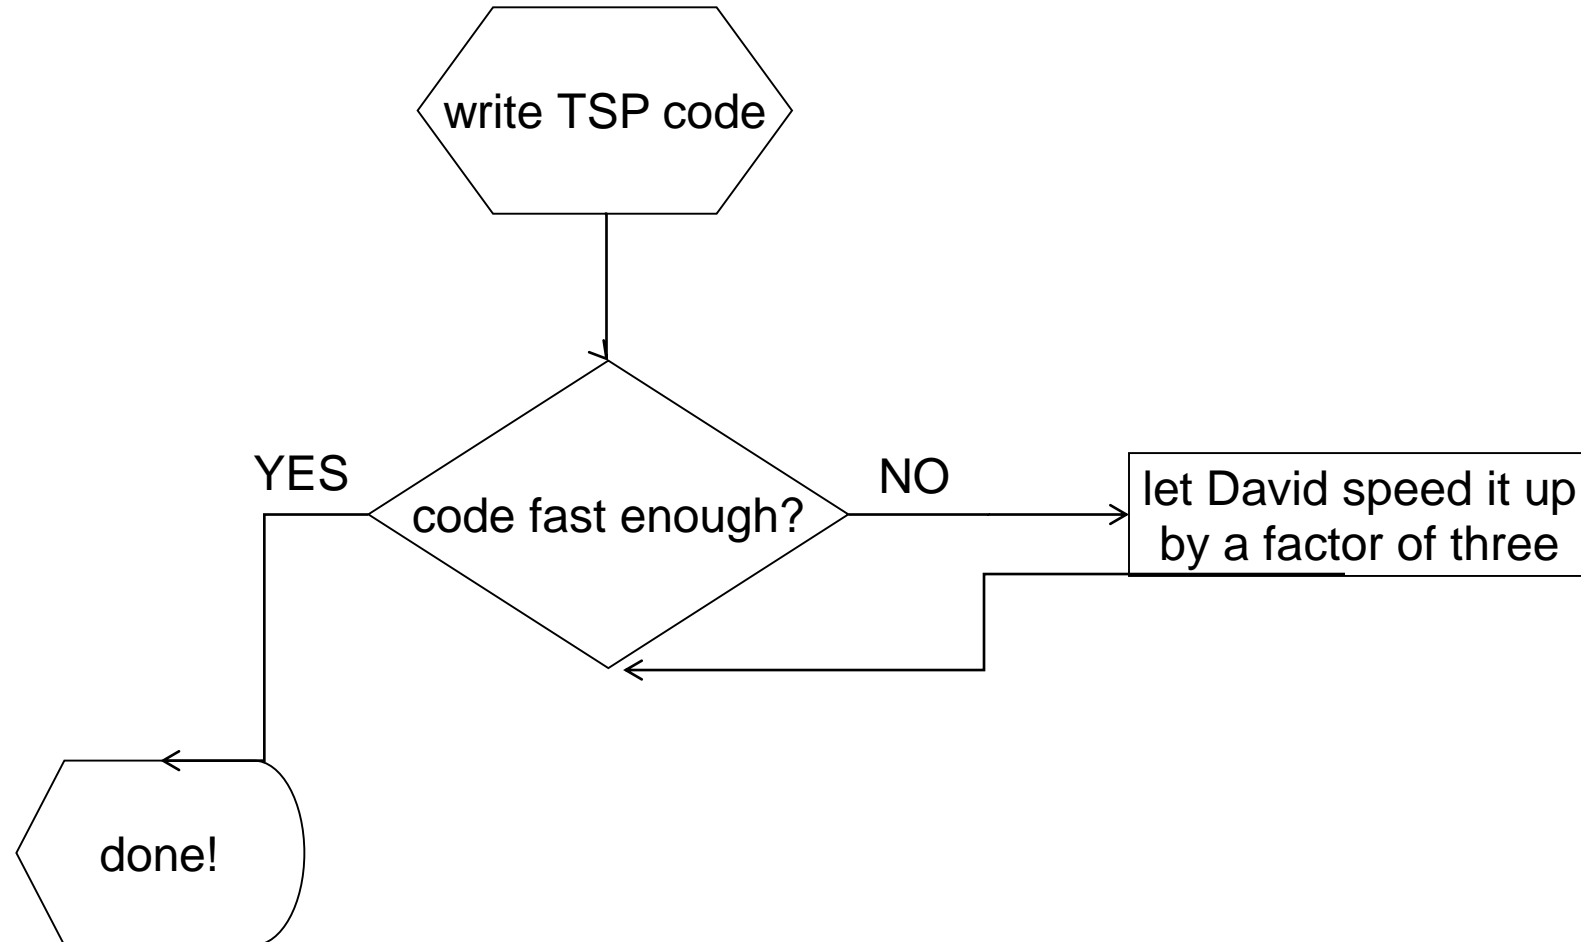 write TSP code
YES
NO
code fast enough?
let David speed it up
by a factor of three
done!